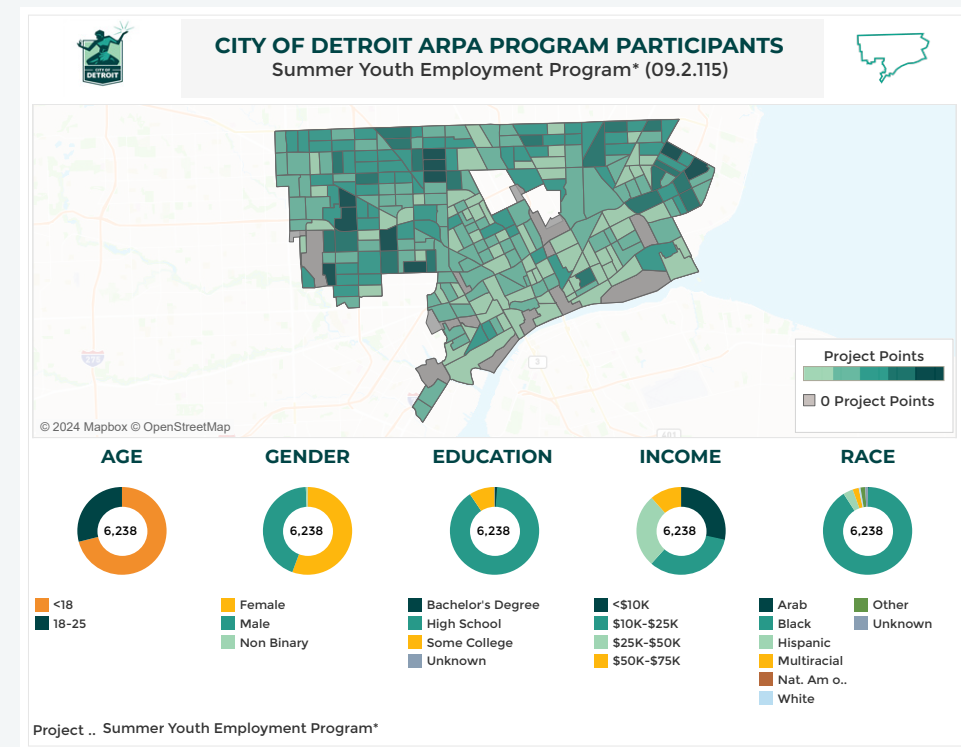 CITY OF
DETROIT
CITY OF DETROIT ARPA PROGRAM PARTICIPANTS
Summer Youth Employment Program* (09.2.115)
3
Project Points
0 Project Points
© 2024 Mapbox © OpenStreetMap
AGE
GENDER
EDUCATION
INCOME
RACE
6,238
6,238
6,238
6,238
6,238
<18
18-25
Female
Male
Non Binary
Bachelor's Degree
High School
Some College
Unknown
<$10K
$10K-$25K
$25K-$50K
$50K-$75K
Arab
Black
Hispanic
Multiracial
Nat. Am o..
White
Other
Unknown
Project .. Summer Youth Employment Program*